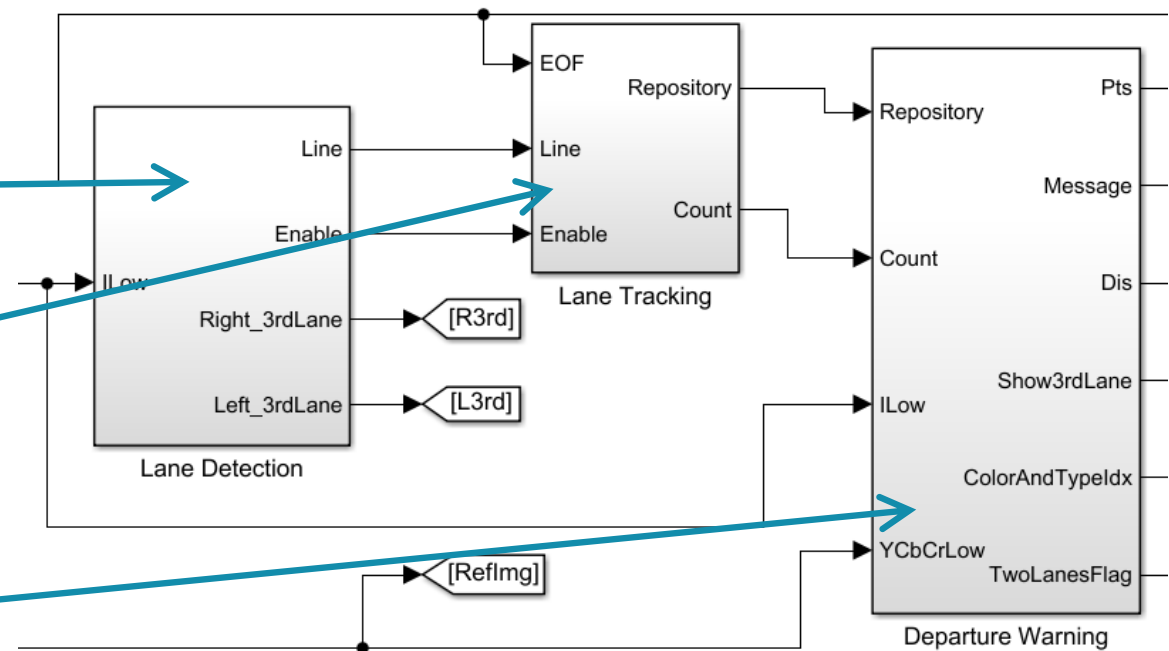 EOF
Repository
Line
Count
Enable
Lane Tracking
Line
Enable
ILow
Right_3rdLane
Left_3rdLane
Lane Detection
[R3rd]
[L3rd]
[RefImg]
Repository
Pts
Message
Count
Dis
Show3rdLane
ILow
ColorAndTypeIdx
YCbCrLow
TwoLanesFlag
Departure Warning